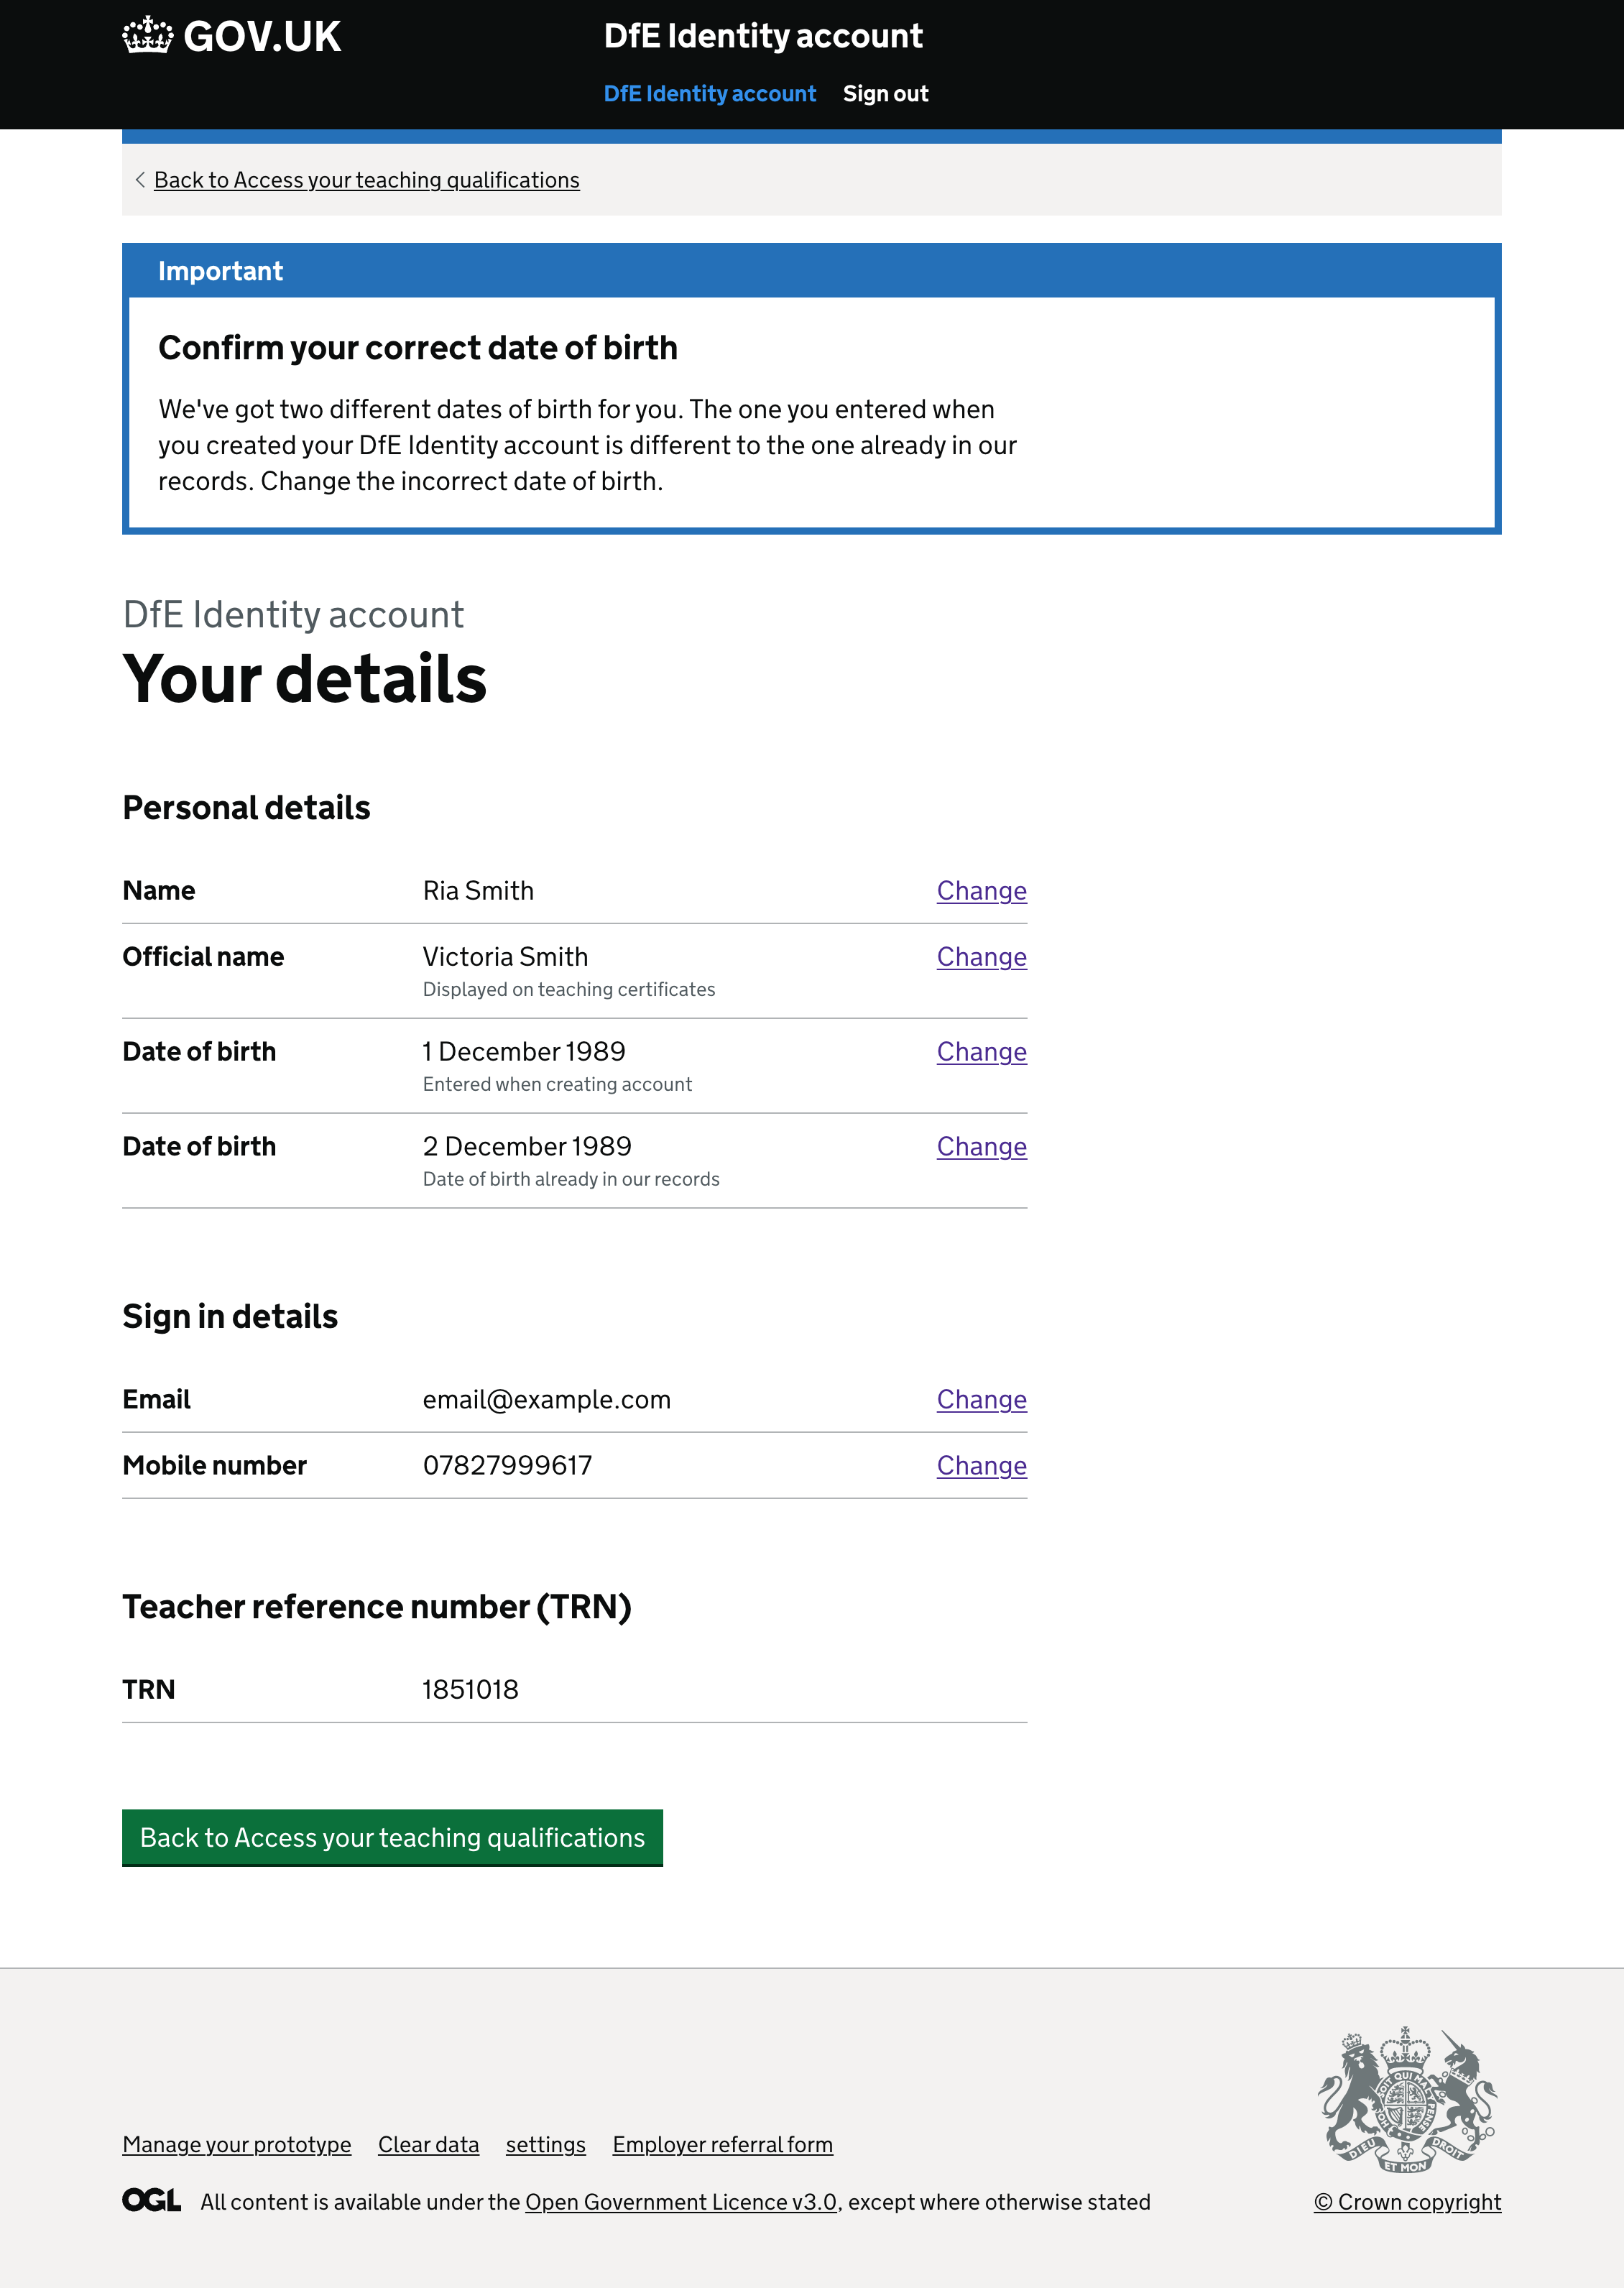 GOV.UK
DfE Identity account
DfE Identity account Sign out
Back to Access your teaching qualifications
Important
Confirm your correct date of birth
We've got two different dates of birth for you. The one you entered when
you created your DfE Identity account is different to the one already in our
records. Change the incorrect date of birth.
DfE Identity account
Your details
Personal details
Name Ria Smith Change
Official name Victoria Smith Change
Displayed on teaching certificates
Date of birth 1 December 1989 Change
Entered when creating account
Date of birth 2 December 1989 Change
Date of birth already in our records
Sign in details
Email email@example.com Change
Mobile number 07827999617 Change
Teacher reference number (TRN)
TRN 1851018
Back to Access your teaching qualifications
Manage your prototype Clear data settings Employer referral form
OGL All content is available under the Open Government Licence v3.0, except where otherwise stated
DIEU ET MON DROIT
© Crown copyright